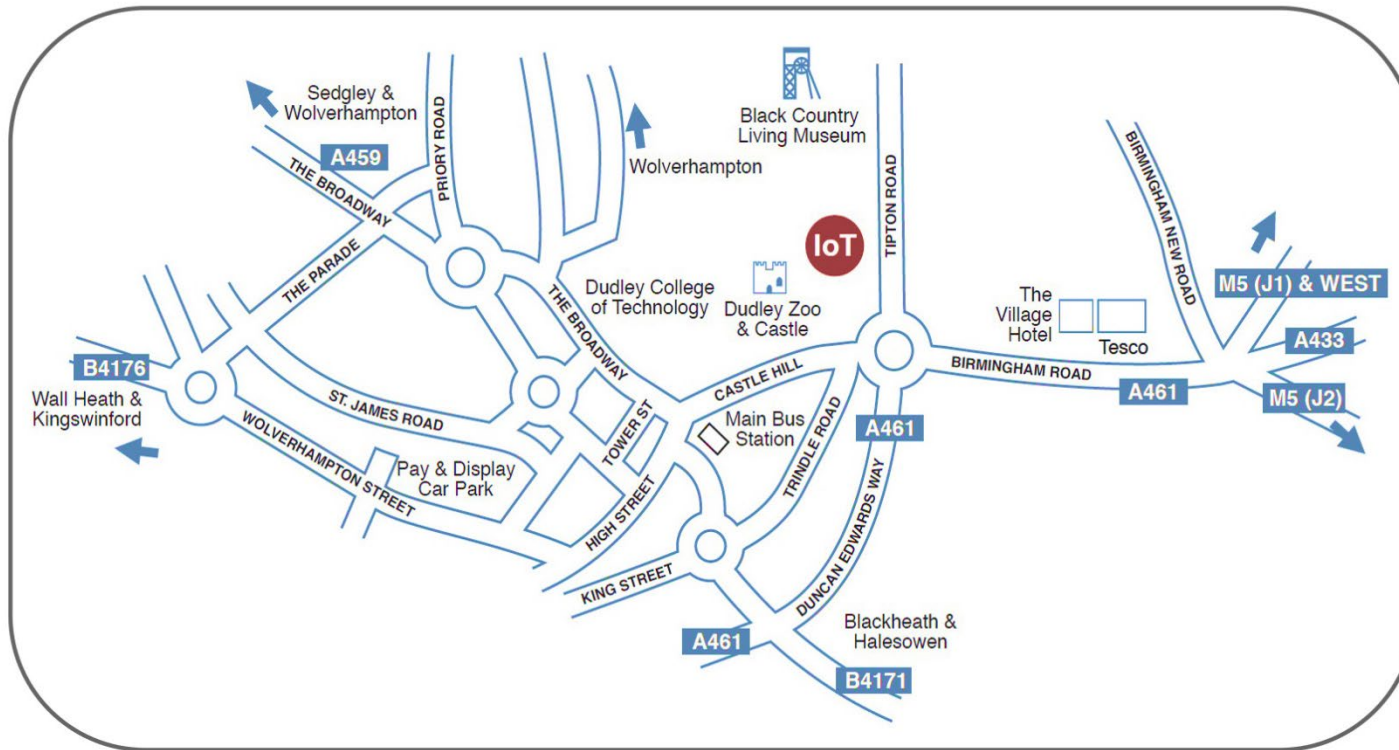 Sedgley &
Wolverhampton
A459
THE BROADWAY
PRIORY ROAD
Wolverhampton
Black Country
Living Museum
TIPTON ROAD
BIRMINGHAM NEW ROAD
IoT
THE PARADE
Dudley College
of Technology
Dudley Zoo
& Castle
THE BROADWAY
The
Village
Hotel
Tesco
M5 (J1) & WEST
A433
BIRMINGHAM ROAD
A461
M5 (J2)
B4176
Wall Heath &
Kingswinford
ST. JAMES ROAD
WOLVERHAMPTON STREET
Pay & Display
Car Park
TOWER ST
CASTLE HILL
Main Bus
Station
A461
TRINDLE ROAD
HIGH STREET
DUNCAN EDWARDS WAY
KING STREET
A461
Blackheath &
Halesowen
B4171